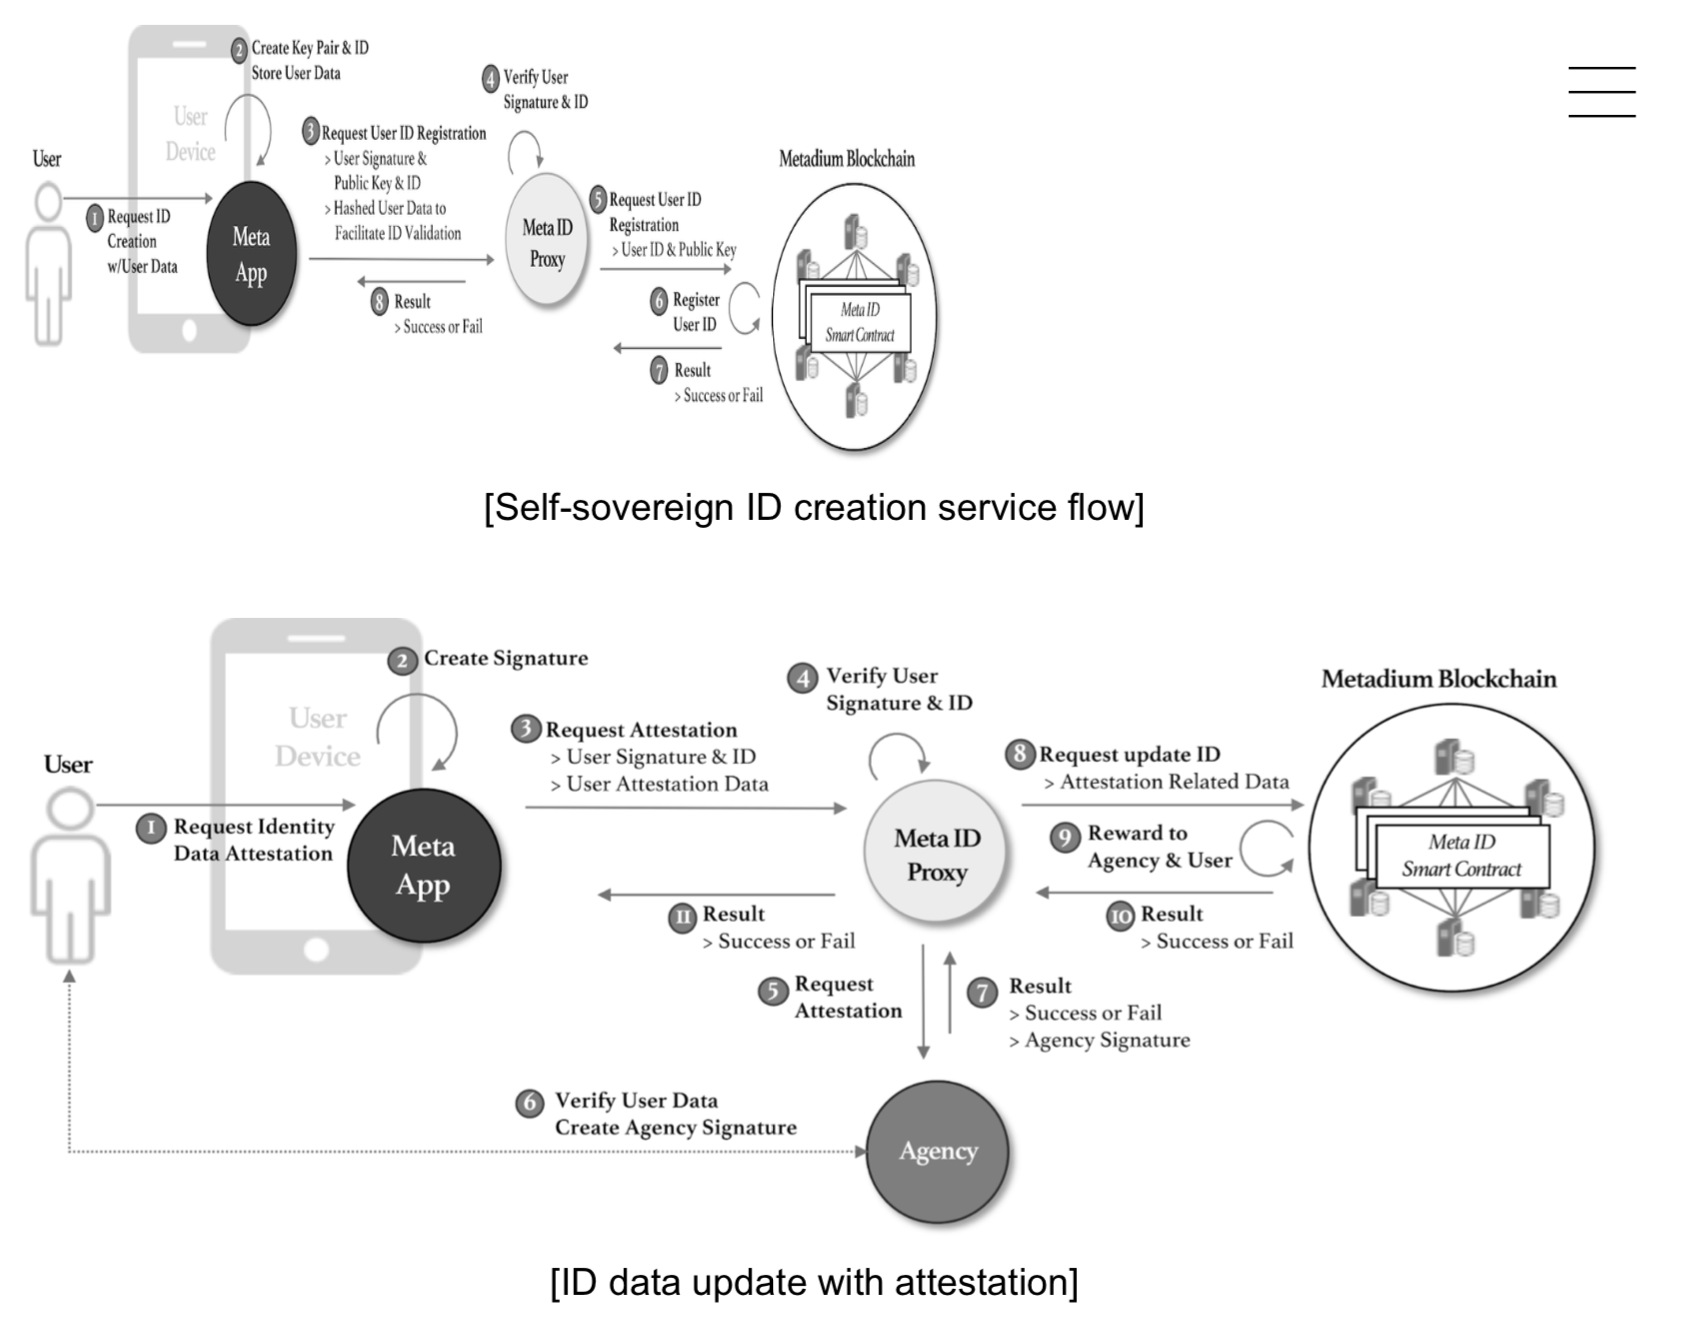 2 Create Key Pair & ID
Store User Data
User
Device
User
1 Request ID
Creation
w/User Data
Meta
App
3 Request User ID Registration
> User Signature &
Public Key & ID
> Hashed User Data to
Facilitate ID Validation
4 Verify User
Signature & ID
Meta ID
Proxy
5 Request User ID
Registration
> User ID & Public Key
6 Register
User ID
7 Result
> Success or Fail
8 Result
> Success or Fail
Metadium Blockchain
Meta ID
Smart Contract
[Self-sovereign ID creation service flow]
2 Create Signature
User
Device
User
1 Request Identity
Data Attestation
Meta
App
3 Request Attestation
> User Signature & ID
> User Attestation Data
4 Verify User
Signature & ID
Meta ID
Proxy
8 Request update ID
> Attestation Related Data
9 Reward to
Agency & User
10 Result
> Success or Fail
11 Result
> Success or Fail
Metadium Blockchain
Meta ID
Smart Contract
5 Request
Attestation
7 Result
> Success or Fail
> Agency Signature
6 Verify User Data
Create Agency Signature
Agency
[ID data update with attestation]